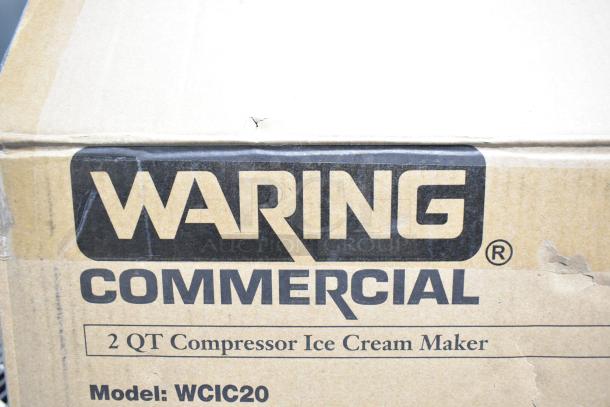 WARING
®
COMMERCIAL
2 QT Compressor Ice Cream Maker
Model: WCIC20